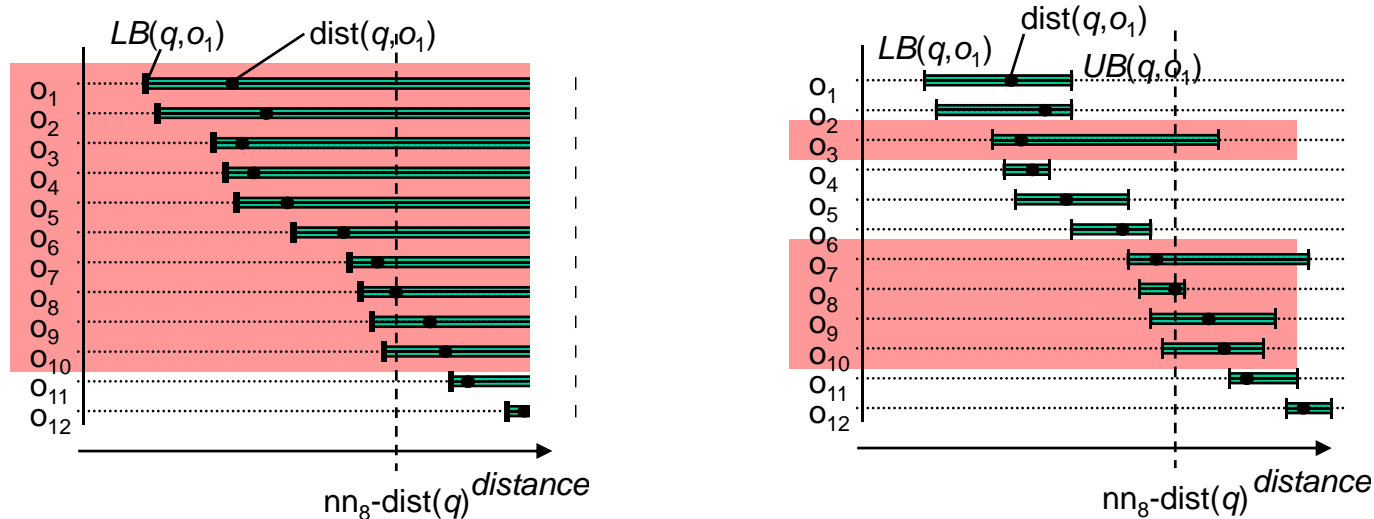 LB(q,o₁) dist(q,o₁)
o₁
o₂
o₃
o₄
o₅
o₆
o₇
o₈
o₉
o₁₀
o₁₁
o₁₂
nn₈-dist(q) distance
dist(q,o₁)
LB(q,o₁) UB(q,o₁)
o₁
o₂
o₃
o₄
o₅
o₆
o₇
o₈
o₉
o₁₀
o₁₁
o₁₂
nn₈-dist(q) distance